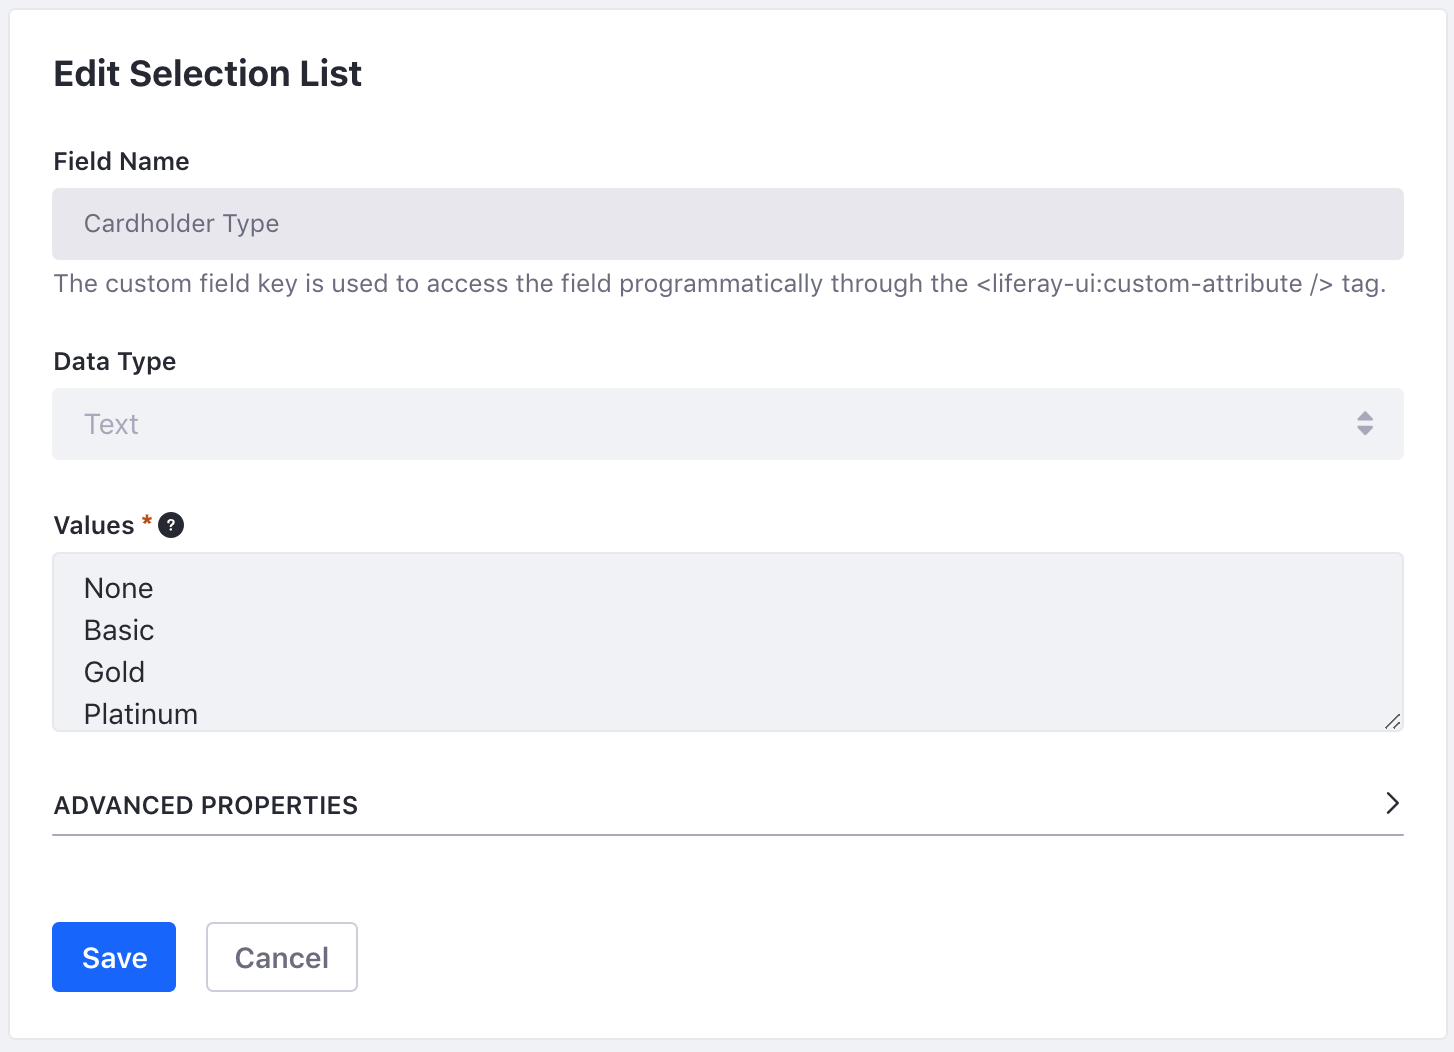 Edit Selection List
Field Name
Cardholder Type
The custom field key is used to access the field programmatically through the <liferay-ui:custom-attribute /> tag.
Data Type
Text
Values * ?
None
Basic
Gold
Platinum
ADVANCED PROPERTIES
Save Cancel